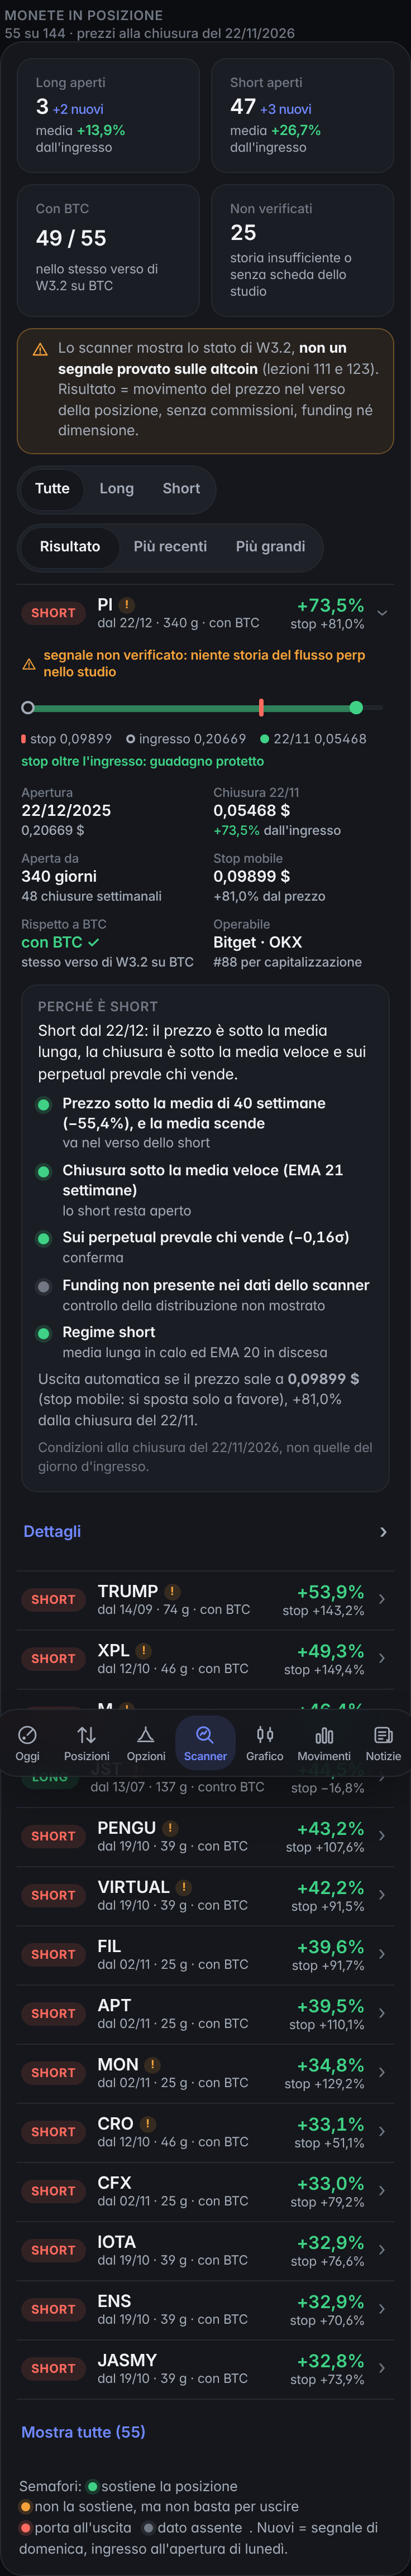 MONETE IN POSIZIONE
55 su 144 · prezzi alla chiusura del 22/11/2026
Long aperti
3 +2 nuovi
media +13,9%
dall'ingresso
Short aperti
47 +3 nuovi
media +26,7%
dall'ingresso
Con BTC
49 / 55
nello stesso verso di
W3.2 su BTC
Non verificati
25
storia insufficiente o
senza scheda dello
studio
Lo scanner mostra lo stato di W3.2, non un
segnale provato sulle altcoin (lezioni 111 e 123).
Risultato = movimento del prezzo nel verso
della posizione, senza commissioni, funding né
dimensione.
Tutte Long Short
Risultato Più recenti Più grandi
SHORT PI ! +73,5%
dal 22/12 · 340 g · con BTC stop +81,0%
segnale non verificato: niente storia del flusso perp
nello studio
stop 0,09899 ingresso 0,20669 22/11 0,05468
stop oltre l'ingresso: guadagno protetto
Apertura
22/12/2025
0,20669 $
Chiusura 22/11
0,05468 $
+73,5% dall'ingresso
Aperta da
340 giorni
48 chiusure settimanali
Stop mobile
0,09899 $
+81,0% dal prezzo
Rispetto a BTC
con BTC ✓
stesso verso di W3.2 su BTC
Operabile
Bitget · OKX
#88 per capitalizzazione
PERCHÉ È SHORT
Short dal 22/12: il prezzo è sotto la media
lunga, la chiusura è sotto la media veloce e sui
perpetual prevale chi vende.
Prezzo sotto la media di 40 settimane
(−55,4%), e la media scende
va nel verso dello short
Chiusura sotto la media veloce (EMA 21
settimane)
lo short resta aperto
Sui perpetual prevale chi vende (−0,16σ)
conferma
Funding non presente nei dati dello scanner
controllo della distribuzione non mostrato
Regime short
media lunga in calo ed EMA 20 in discesa
Uscita automatica se il prezzo sale a 0,09899 $
(stop mobile: si sposta solo a favore), +81,0%
dalla chiusura del 22/11.
Condizioni alla chiusura del 22/11/2026, non quelle del
giorno d'ingresso.
Dettagli
SHORT TRUMP ! +53,9%
dal 14/09 · 74 g · con BTC stop +143,2%
SHORT XPL ! +49,3%
dal 12/10 · 46 g · con BTC stop +149,4%
Oggi Posizioni Opzioni Scanner Grafico Movimenti Notizie
LONG JST !
dal 13/07 · 137 g · contro BTC stop −16,8%
SHORT PENGU ! +43,2%
dal 19/10 · 39 g · con BTC stop +107,6%
SHORT VIRTUAL ! +42,2%
dal 19/10 · 39 g · con BTC stop +91,5%
SHORT FIL +39,6%
dal 02/11 · 25 g · con BTC stop +91,7%
SHORT APT +39,5%
dal 02/11 · 25 g · con BTC stop +110,1%
SHORT MON ! +34,8%
dal 02/11 · 25 g · con BTC stop +129,2%
SHORT CRO ! +33,1%
dal 12/10 · 46 g · con BTC stop +51,1%
SHORT CFX +33,0%
dal 02/11 · 25 g · con BTC stop +79,2%
SHORT IOTA +32,9%
dal 19/10 · 39 g · con BTC stop +76,6%
SHORT ENS +32,9%
dal 19/10 · 39 g · con BTC stop +70,6%
SHORT JASMY +32,8%
dal 19/10 · 39 g · con BTC stop +73,9%
Mostra tutte (55)
Semafori: sostiene la posizione
non la sostiene, ma non basta per uscire
porta all'uscita dato assente . Nuovi = segnale di
domenica, ingresso all'apertura di lunedì.